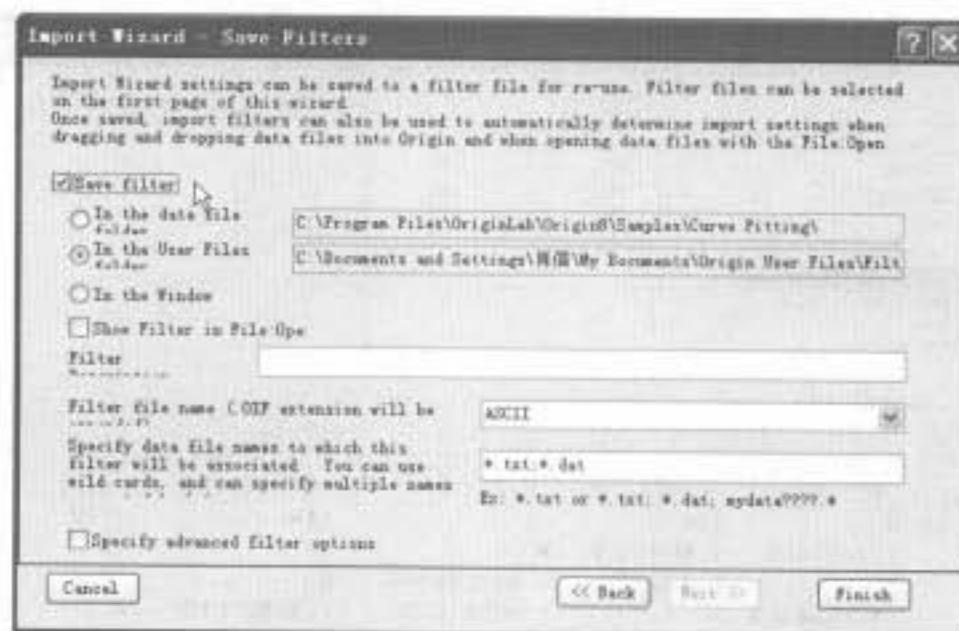 Import Wizard - Save Filters
Import Wizard settings can be saved to a filter file for re-use. Filter files can be selected
on the first page of this wizard.
Once saved, import filters can also be used to automatically determine import settings when
dragging and dropping data files into Origin and when opening data files with the File:Open
Save filter
In the data file
C:\Program Files\OriginLab\Origin8\Samples\Curve Fitting\
In the User Files
C:\Documents and Settings\肖信\My Documents\Origin User Files\Filt
In the Window
Show Filter in File:Ope
Filter
Filter file name (.OIF extension will be
ASCII
Specify data file names to which this
filter will be associated. You can use
wild cards, and can specify multiple names
*.txt;*.dat
Ex: *.txt or *.txt; *.dat; mydata????.*
Specify advanced filter options
Cancel
<< Back
Next >>
Finish